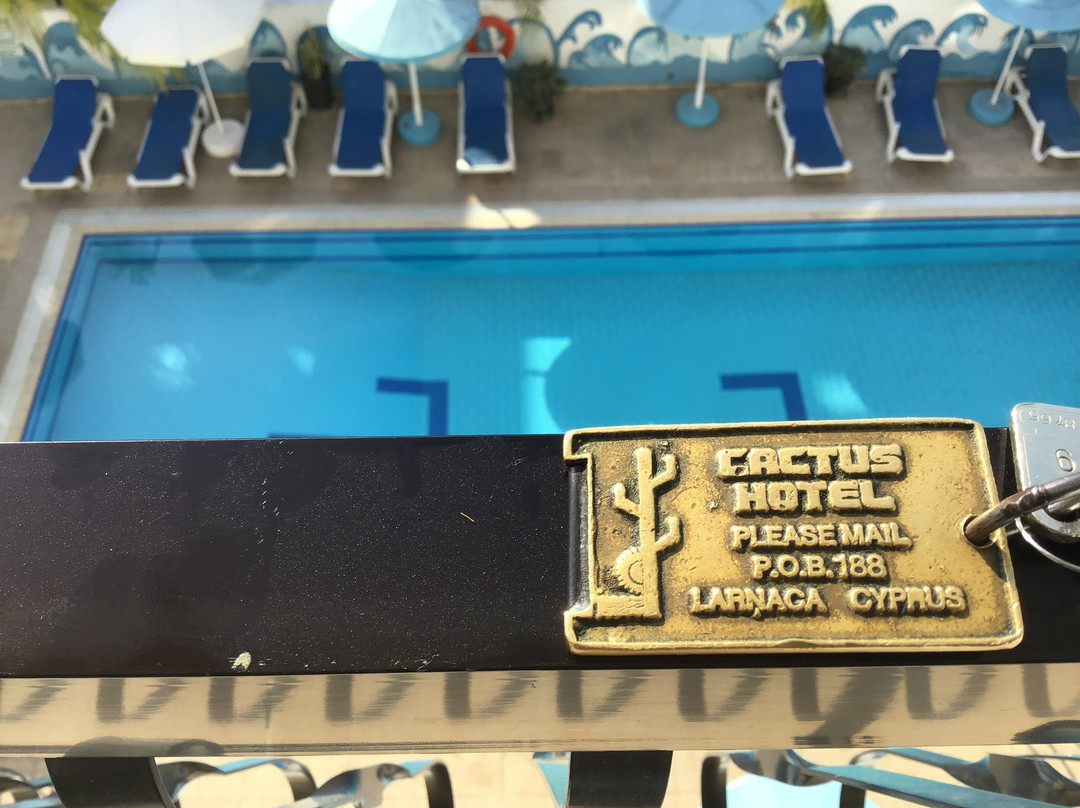 CACTUS
HOTEL
PLEASE MAIL
P.O.B. 188
LARNACA CYPRUS